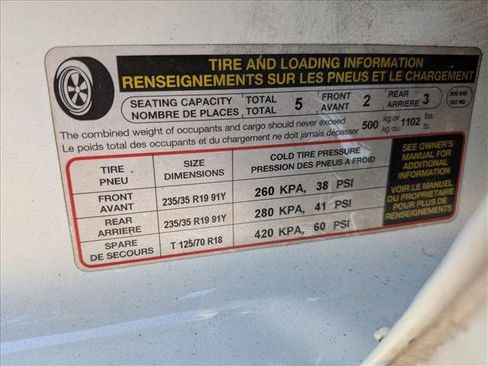 TIRE AND LOADING INFORMATION
RENSEIGNEMENTS SUR LES PNEUS ET LE CHARGEMENT
SEATING CAPACITY TOTAL 5 FRONT 2 REAR 3
NOMBRE DE PLACES TOTAL AVANT ARRIERE
The combined weight of occupants and cargo should never exceed 500 kg or 1102 lbs.
Le poids total des occupants et du chargement ne doit jamais dépasser kg ou lb.
TIRE SIZE COLD TIRE PRESSURE
PNEU DIMENSIONS PRESSION DES PNEUS A FROID
FRONT AVANT 235/35 R19 91Y 260 KPA, 38 PSI
REAR ARRIERE 235/35 R19 91Y 280 KPA, 41 PSI
SPARE DE SECOURS T 125/70 R18 420 KPA, 60 PSI
SEE OWNER'S
MANUAL FOR
ADDITIONAL
INFORMATION
VOIR LE MANUEL
DU PROPRIETAIRE
POUR PLUS DE
RENSEIGNEMENTS